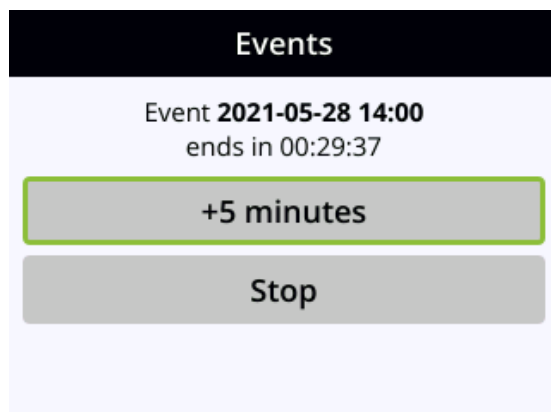 Events
Event 2021-05-28 14:00
ends in 00:29:37
+5 minutes
Stop